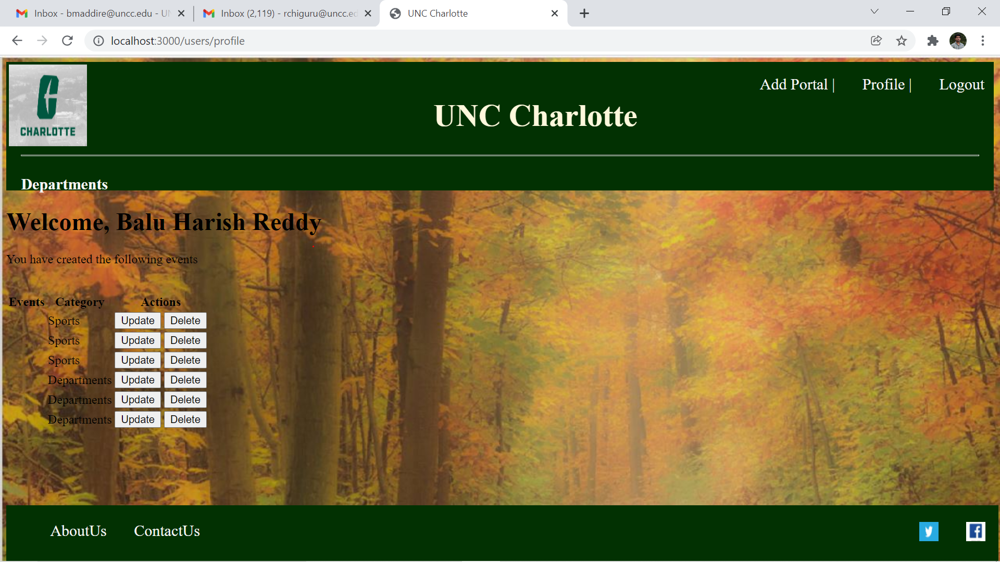 Inbox - bmaddire@uncc.edu - UN
Inbox (2,119) - rchiguru@uncc.ed
UNC Charlotte
localhost:3000/users/profile
CHARLOTTE
Add Portal | Profile | Logout
UNC Charlotte
Departments
Welcome, Balu Harish Reddy
You have created the following events
Events Category Actions
Sports Update Delete
Sports Update Delete
Sports Update Delete
Departments Update Delete
Departments Update Delete
Departments Update Delete
AboutUs ContactUs